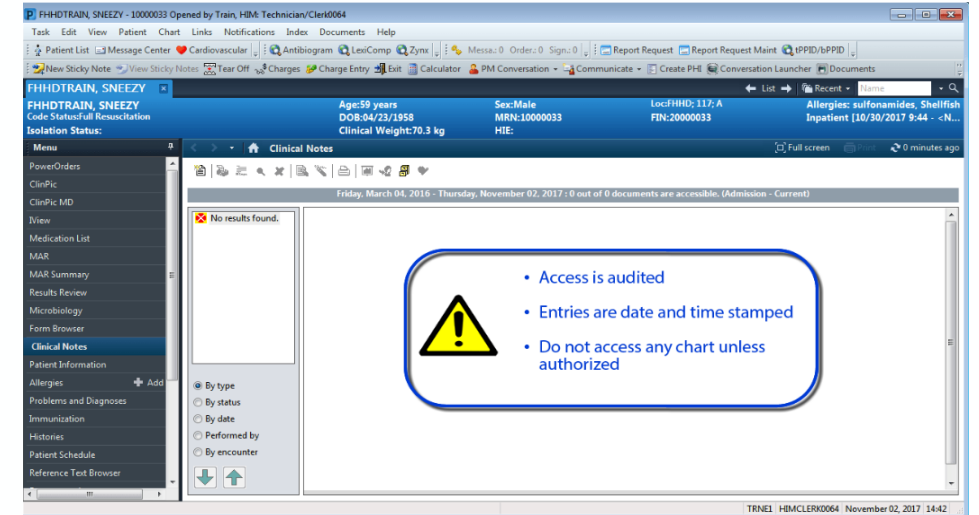 FHHDTRAIN, SNEEZY - 10000033 Opened by Train, HIM: Technician/Clerk0064
Task Edit View Patient Chart Links Notifications Index Documents Help
Patient List Message Center Cardiovascular Antibiogram LexiComp Zynx Messa.: 0 Order.: 0 Sign.: 0 Report Request Report Request Maint tPPID/bPPID
New Sticky Note View Sticky Notes Tear Off Charges Charge Entry Exit Calculator PM Conversation Communicate Create PHI Conversation Launcher Documents
FHHDTRAIN, SNEEZY List Recent Name
FHHDTRAIN, SNEEZY Age:59 years Sex:Male Loc:FHHD; 117; A Allergies: sulfonamides, Shellfish
Code Status:Full Resuscitation DOB:04/23/1958 MRN:10000033 FIN:20000033 Inpatient [10/30/2017 9:44 - <N...
Isolation Status: Clinical Weight:70.3 kg HIE:
Menu Clinical Notes Full screen Print 0 minutes ago
PowerOrders
ClinPic
ClinPic MD
IView
Medication List
MAR
MAR Summary
Results Review
Microbiology
Form Browser
Clinical Notes
Patient Information
Allergies Add
Problems and Diagnoses
Immunization
Histories
Patient Schedule
Reference Text Browser
Friday, March 04, 2016 - Thursday, November 02, 2017 : 0 out of 0 documents are accessible. (Admission - Current)
No results found.
By type
By status
By date
Performed by
By encounter
• Access is audited
• Entries are date and time stamped
• Do not access any chart unless
authorized
TRNE1 HIMCLERK0064 November 02, 2017 14:42